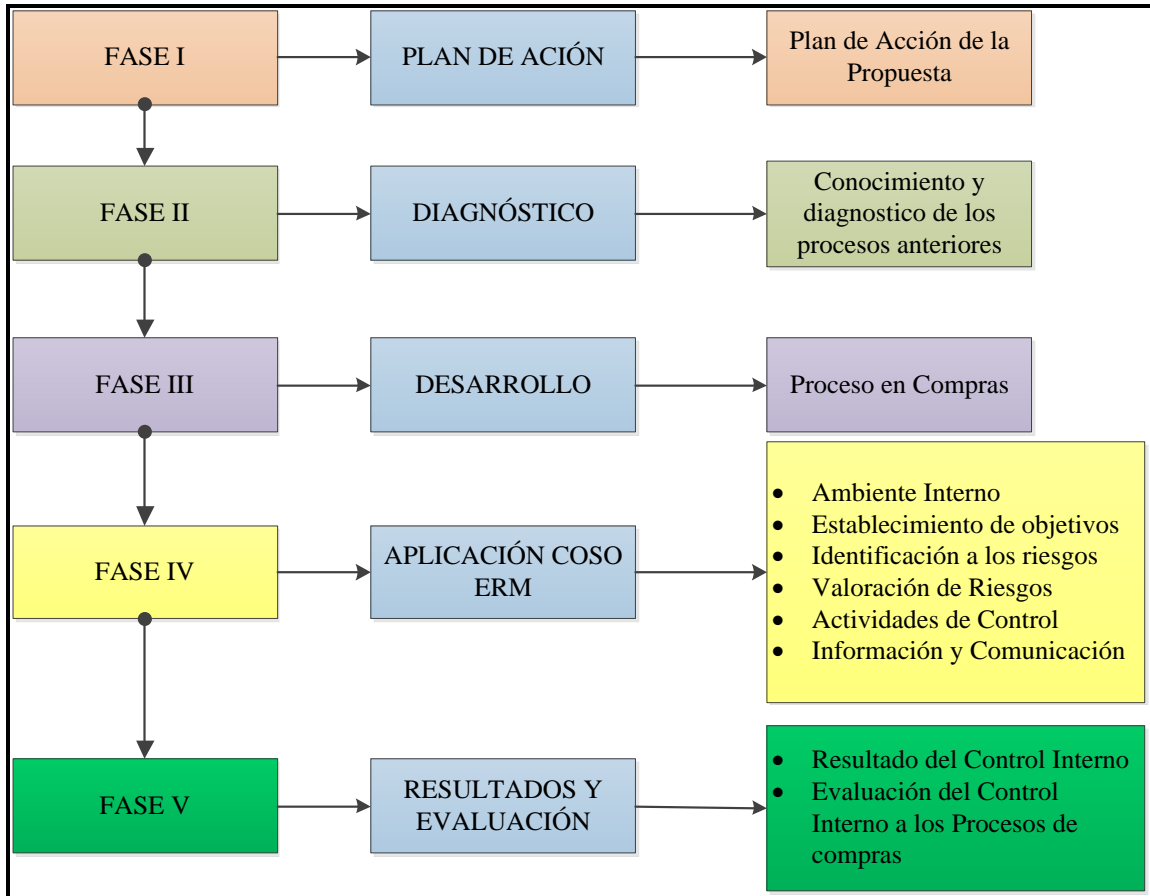 FASE I
PLAN DE ACIÓN
Plan de Acción de la
Propuesta
FASE II
DIAGNÓSTICO
Conocimiento y
diagnostico de los
procesos anteriores
FASE III
DESARROLLO
Proceso en Compras
FASE IV
APLICACIÓN COSO
ERM
• Ambiente Interno
• Establecimiento de objetivos
• Identificación a los riesgos
• Valoración de Riesgos
• Actividades de Control
• Información y Comunicación
FASE V
RESULTADOS Y
EVALUACIÓN
• Resultado del Control Interno
• Evaluación del Control
Interno a los Procesos de
compras